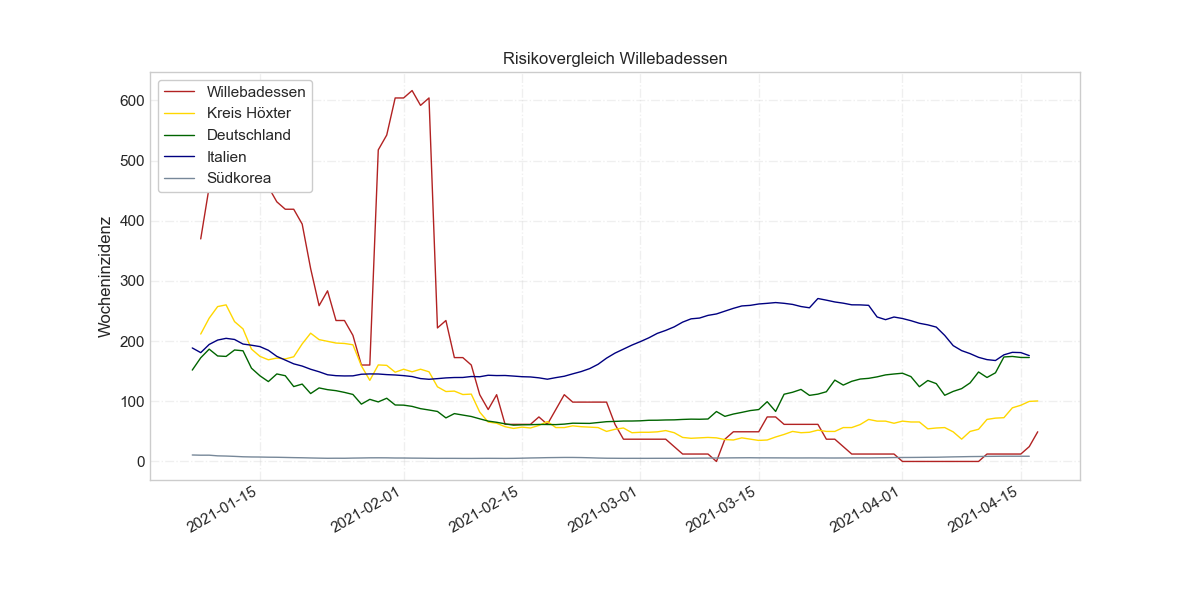 Risikovergleich Willebadessen
Willebadessen
Kreis Höxter
Deutschland
Italien
Südkorea
Wocheninzidenz
600
500
400
300
200
100
0
2021-01-15
2021-02-01
2021-02-15
2021-03-01
2021-03-15
2021-04-01
2021-04-15